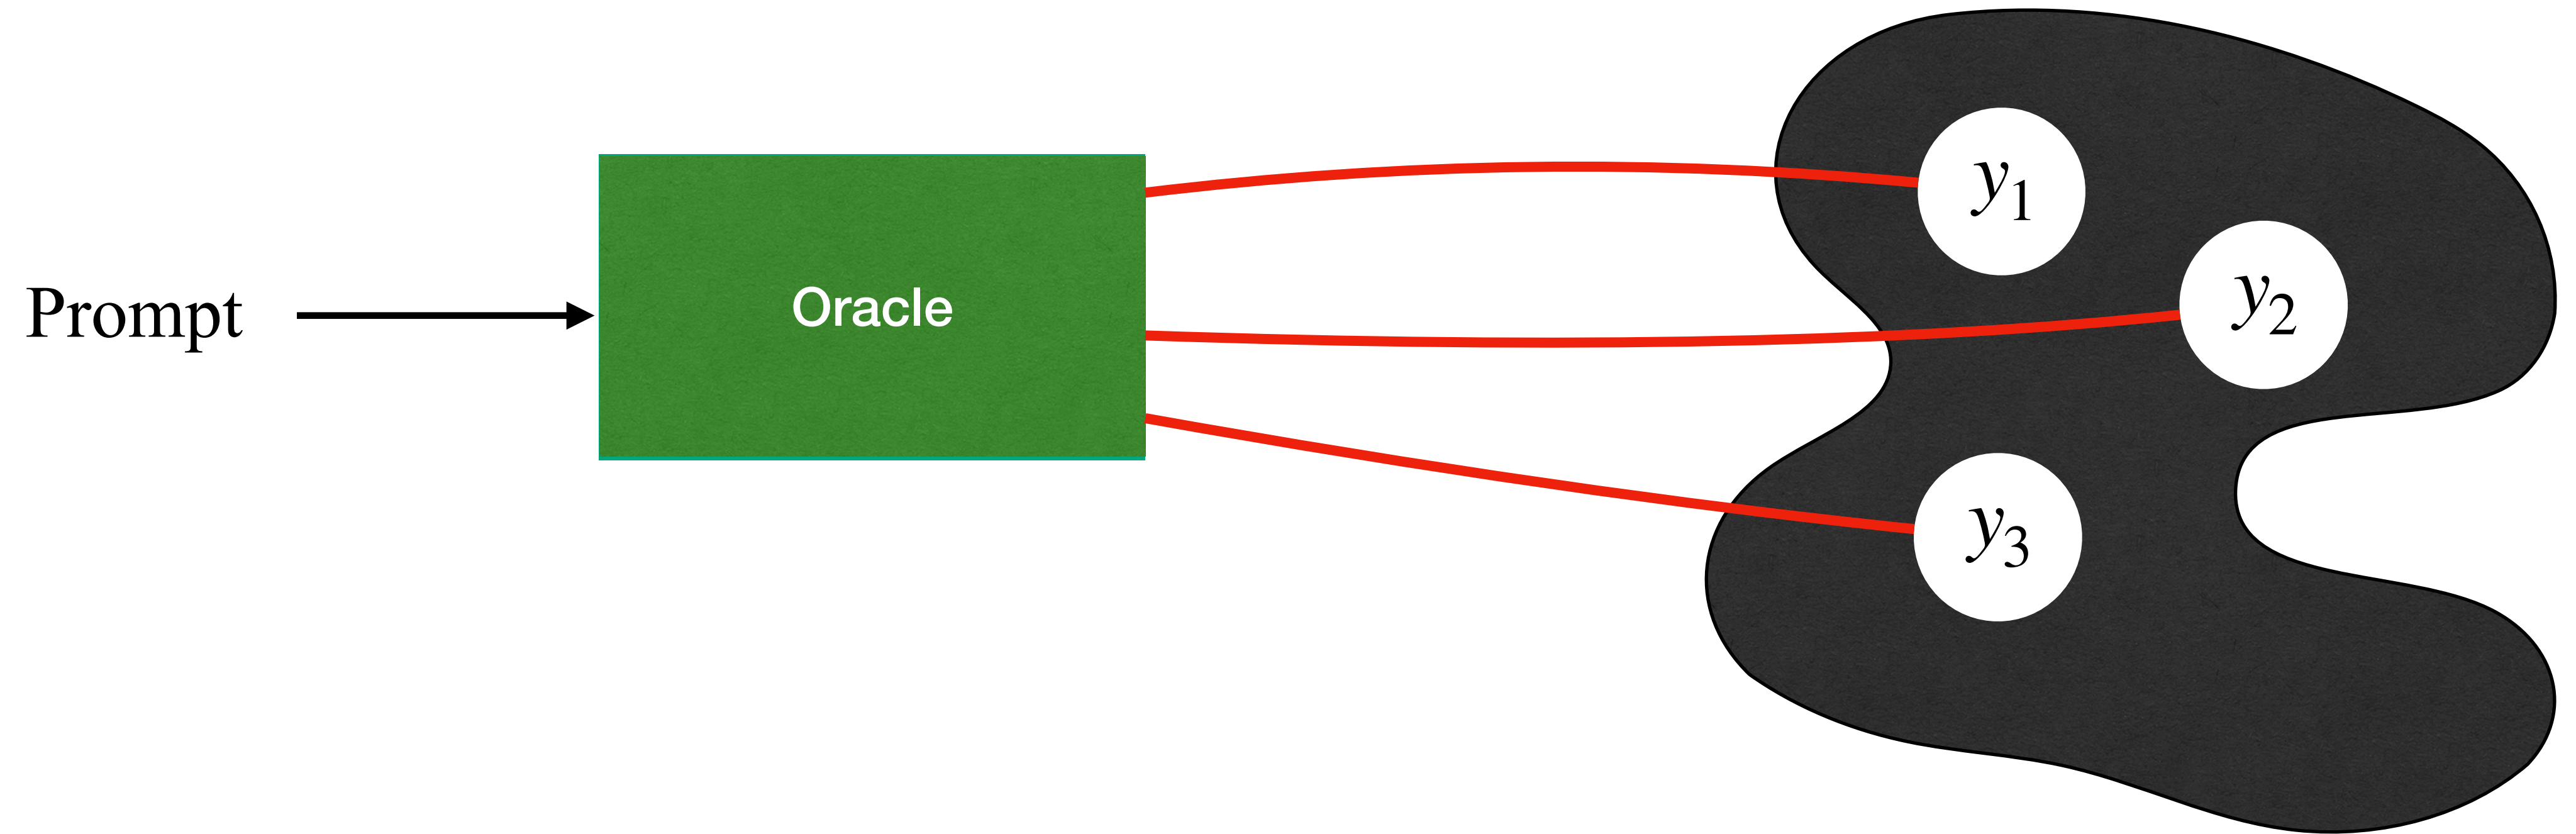 Prompt
Oracle
y₁
y₂
y₃